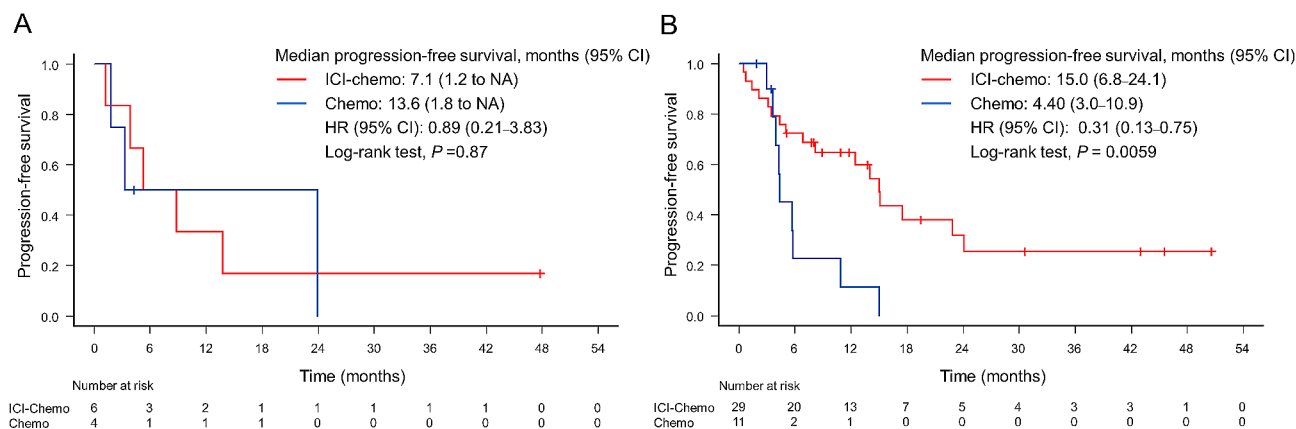 A
Median progression-free survival, months (95% CI)
ICI-chemo: 7.1 (1.2 to NA)
Chemo: 13.6 (1.8 to NA)
HR (95% CI): 0.89 (0.21–3.83)
Log-rank test, P =0.87
Progression-free survival
1.0
0.8
0.6
0.4
0.2
0.0
0 6 12 18 24 30 36 42 48 54
Time (months)
Number at risk
ICI-Chemo 6 3 2 1 1 1 1 1 0 0
Chemo 4 1 1 1 0 0 0 0 0 0
B
Median progression-free survival, months (95% CI)
ICI-chemo: 15.0 (6.8–24.1)
Chemo: 4.40 (3.0–10.9)
HR (95% CI): 0.31 (0.13–0.75)
Log-rank test, P = 0.0059
Progression-free survival
1.0
0.8
0.6
0.4
0.2
0.0
0 6 12 18 24 30 36 42 48 54
Time (months)
Number at risk
ICI-Chemo 29 20 13 7 5 4 3 3 1 0
Chemo 11 2 1 0 0 0 0 0 0 0